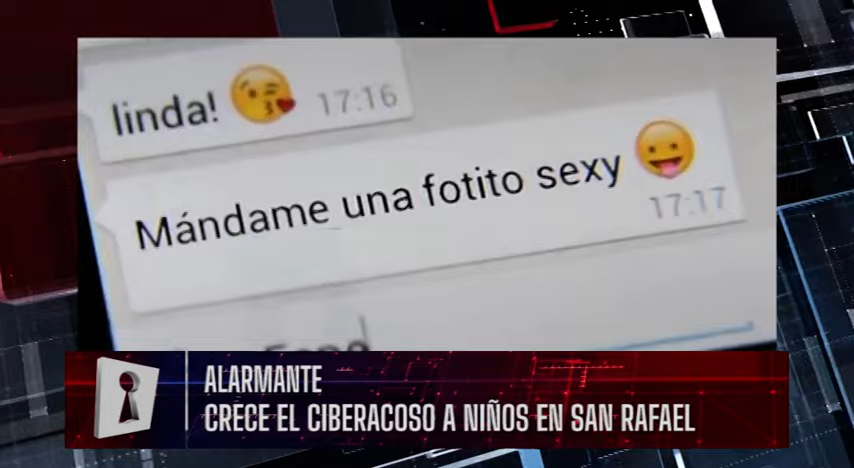 linda! 😘 17:16
Mándame una fotito sexy 😛
17:17
ALARMANTE
CRECE EL CIBERACOSO A NIÑOS EN SAN RAFAEL